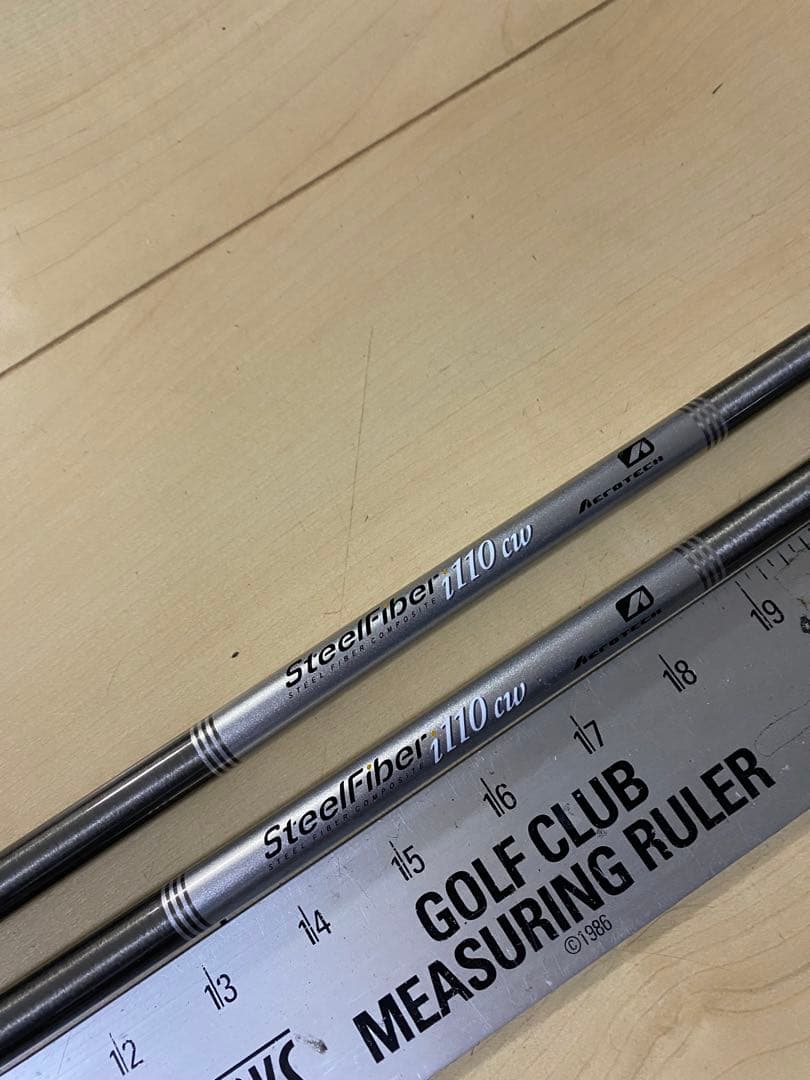 AEROTECH
SteelFiber i110 cw
STEEL FIBER COMPOSITE
AEROTECH
SteelFiber i110 cw
STEEL FIBER COMPOSITE
12 13 14 15 16 17 18 19
GOLF CLUB
MEASURING RULER
©1986